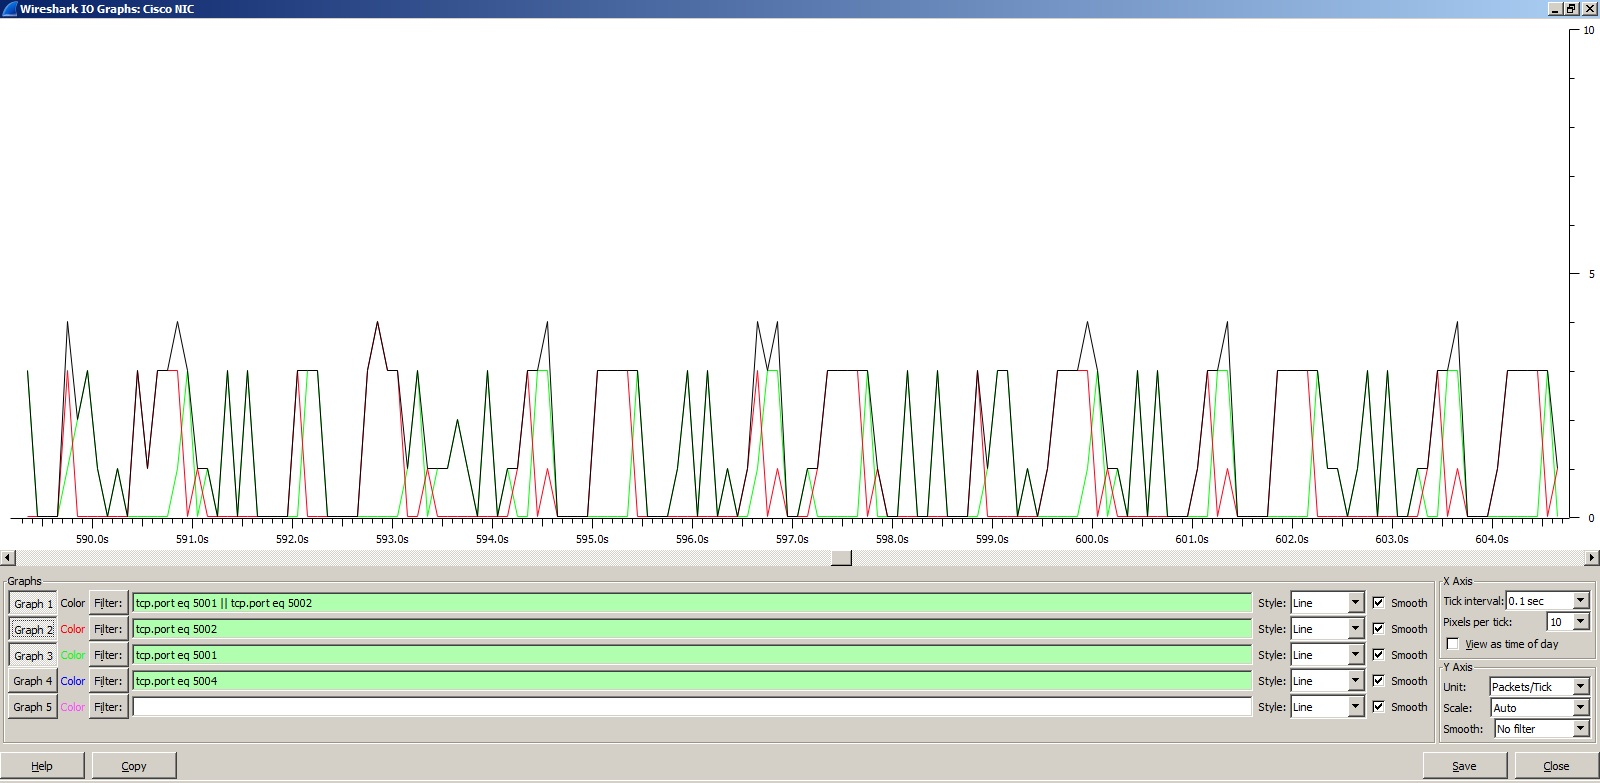 Wireshark IO Graphs: Cisco NIC
10
5
0
590.0s 591.0s 592.0s 593.0s 594.0s 595.0s 596.0s 597.0s 598.0s 599.0s 600.0s 601.0s 602.0s 603.0s 604.0s
Graphs
Graph 1 Color Filter: tcp.port eq 5001 || tcp.port eq 5002 Style: Line Smooth
Graph 2 Color Filter: tcp.port eq 5002 Style: Line Smooth
Graph 3 Color Filter: tcp.port eq 5001 Style: Line Smooth
Graph 4 Color Filter: tcp.port eq 5004 Style: Line Smooth
Graph 5 Color Filter: Style: Line Smooth
X Axis
Tick interval: 0.1 sec
Pixels per tick: 10
View as time of day
Y Axis
Unit: Packets/Tick
Scale: Auto
Smooth: No filter
Help Copy Save Close